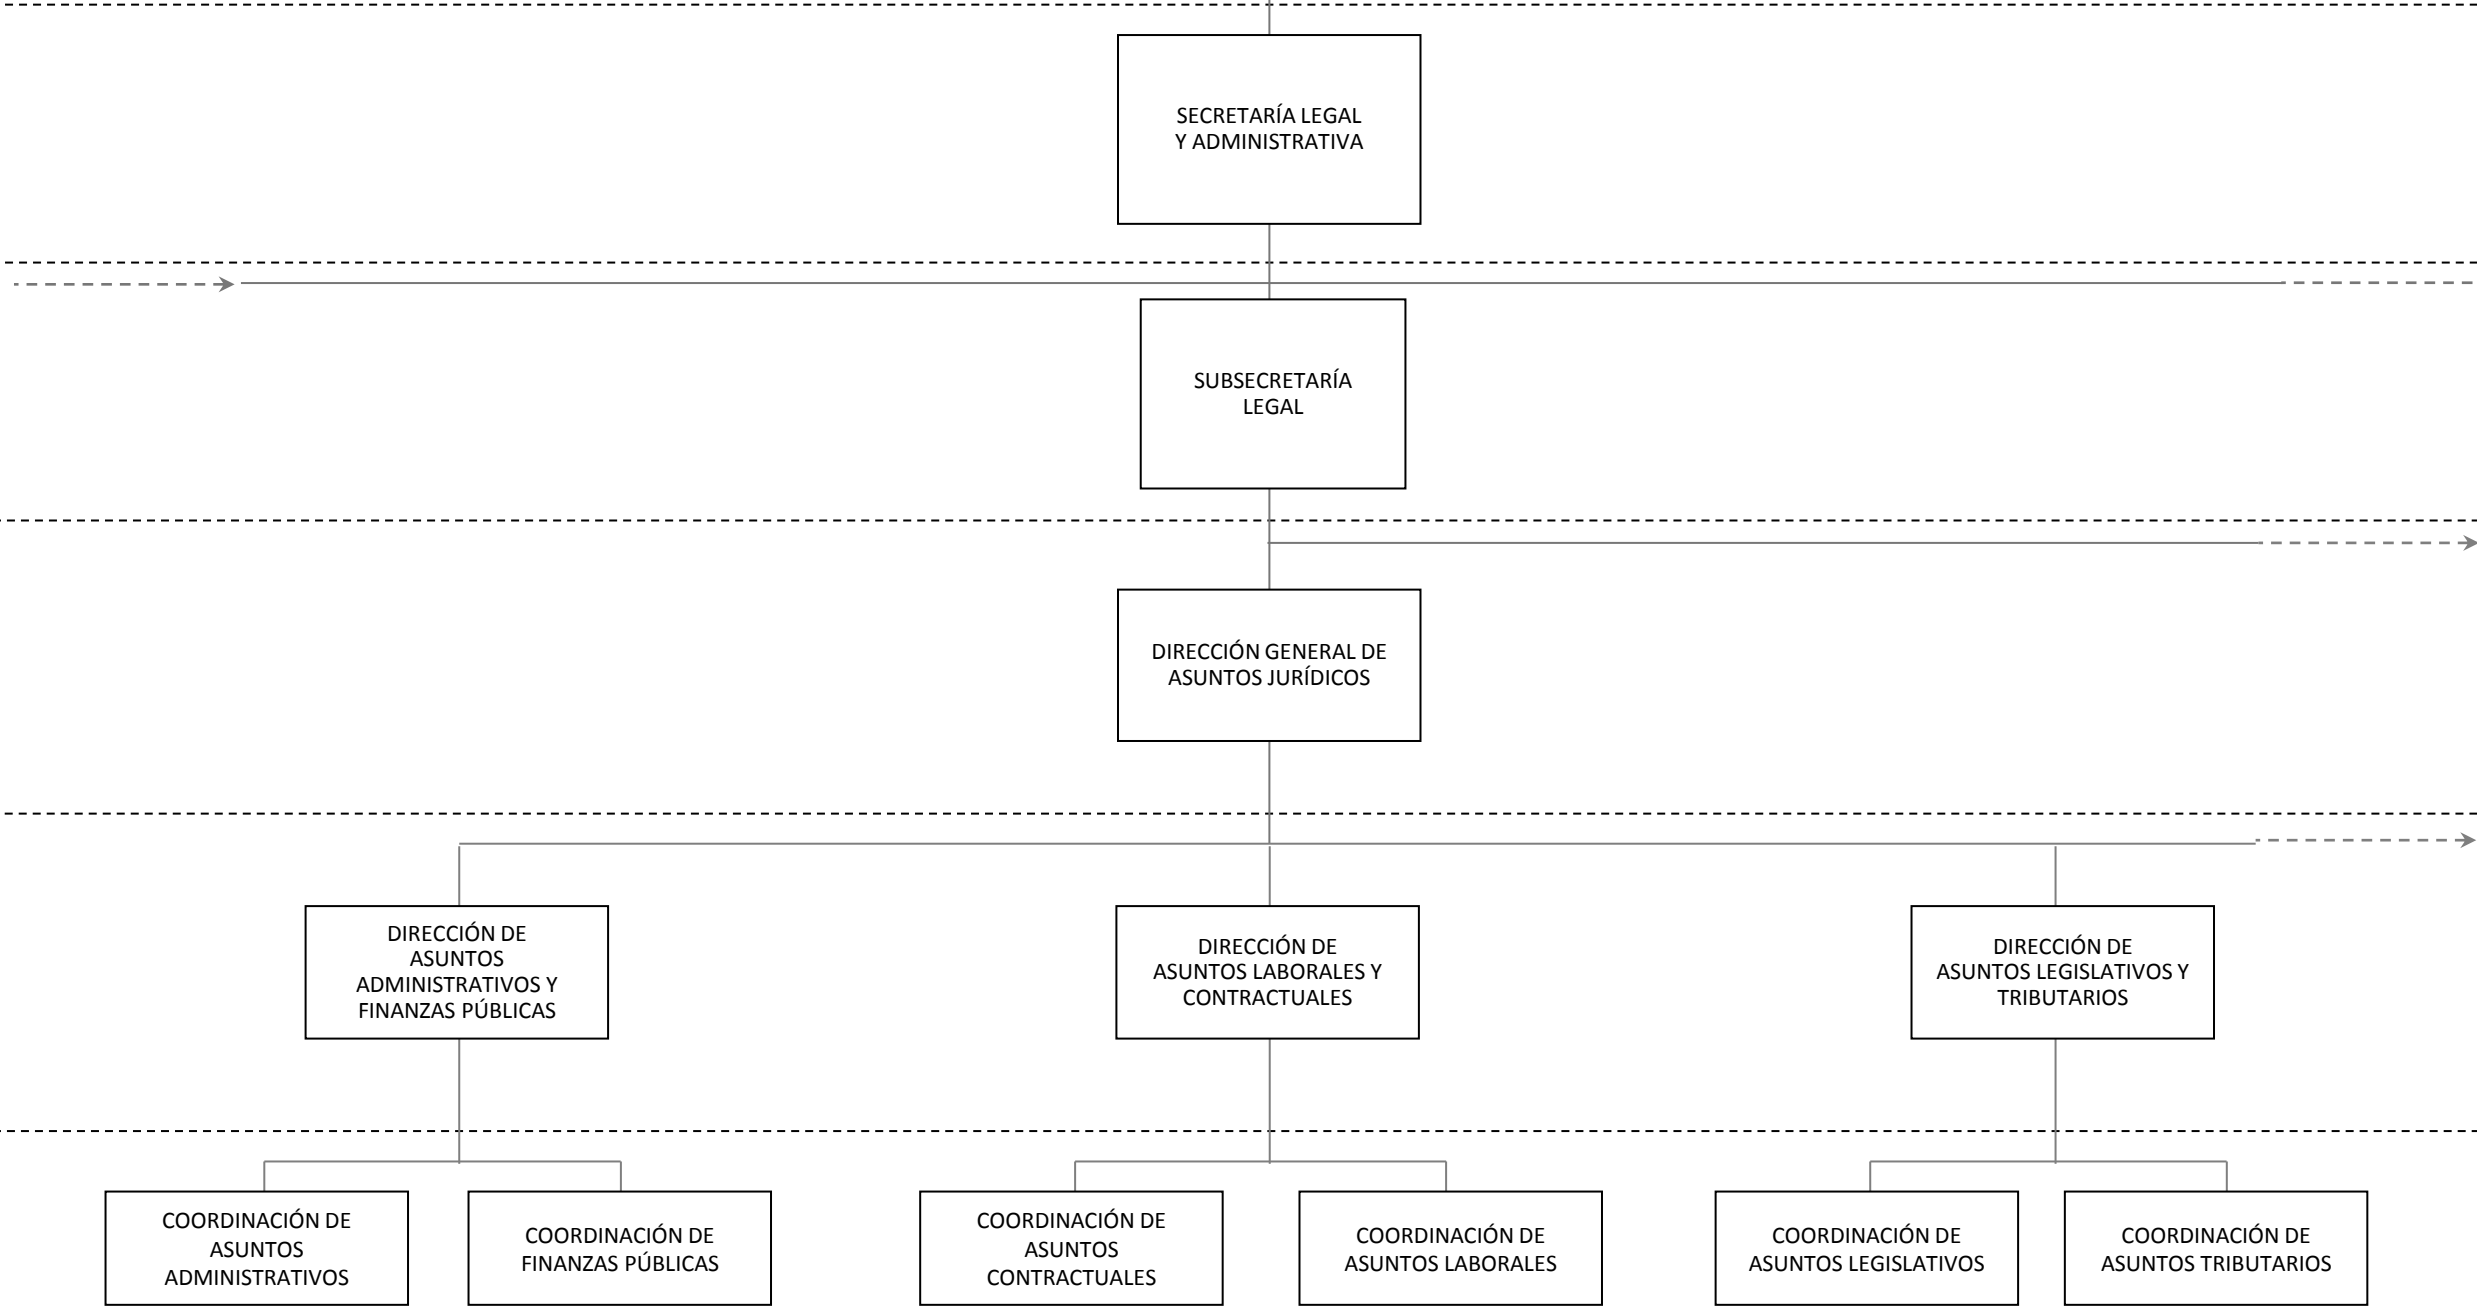 SECRETARÍA LEGAL
Y ADMINISTRATIVA
SUBSECRETARÍA
LEGAL
DIRECCIÓN GENERAL DE
ASUNTOS JURÍDICOS
DIRECCIÓN DE
ASUNTOS
ADMINISTRATIVOS Y
FINANZAS PÚBLICAS
DIRECCIÓN DE
ASUNTOS LABORALES Y
CONTRACTUALES
DIRECCIÓN DE
ASUNTOS LEGISLATIVOS Y
TRIBUTARIOS
COORDINACIÓN DE
ASUNTOS
ADMINISTRATIVOS
COORDINACIÓN DE
FINANZAS PÚBLICAS
COORDINACIÓN DE
ASUNTOS
CONTRACTUALES
COORDINACIÓN DE
ASUNTOS LABORALES
COORDINACIÓN DE
ASUNTOS LEGISLATIVOS
COORDINACIÓN DE
ASUNTOS TRIBUTARIOS